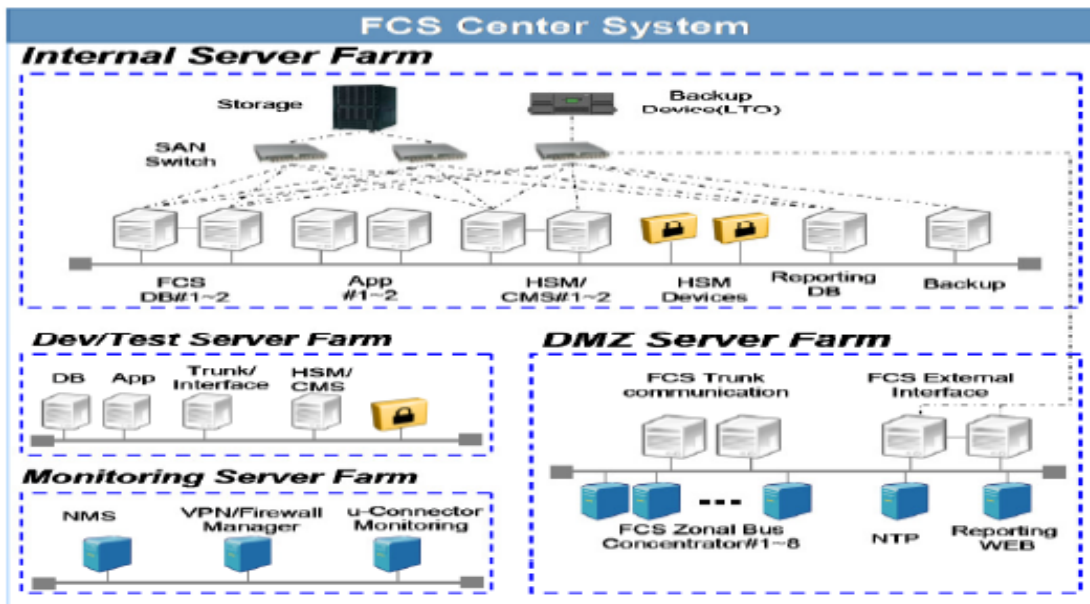 FCS Center System
Internal Server Farm
Storage
Backup
Device(LTO)
SAN
Switch
FCS
DB#1~2
App
#1~2
HSM/
CMS#1~2
HSM
Devices
Reporting
DB
Backup
Dev/Test Server Farm
DB
App
Trunk/
Interface
HSM/
CMS
Monitoring Server Farm
NMS
VPN/Firewall
Manager
u-Connector
Monitoring
DMZ Server Farm
FCS Trunk
communication
FCS External
Interface
FCS Zonal Bus
Concentrator#1~8
NTP
Reporting
WEB